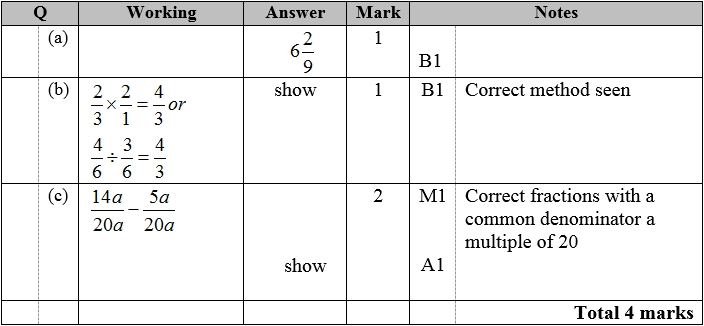 Q Working Answer Mark Notes
(a) 6 2/9 1 B1
(b) 2/3 × 2/1 = 4/3 or show 1 B1 Correct method seen
4/6 ÷ 3/6 = 4/3
(c) 14a/20a − 5a/20a 2 M1 Correct fractions with a
common denominator a
multiple of 20
show A1
Total 4 marks